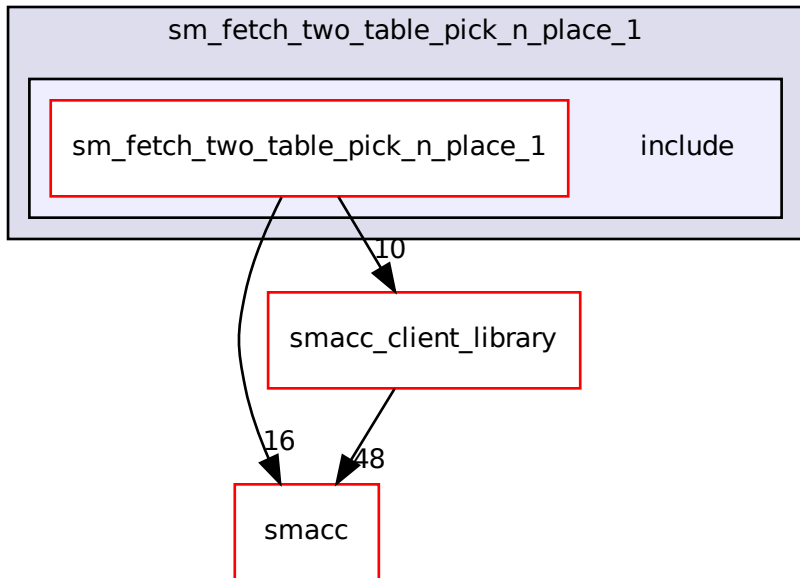 sm_fetch_two_table_pick_n_place_1
sm_fetch_two_table_pick_n_place_1 include
10
smacc_client_library
16
48
smacc